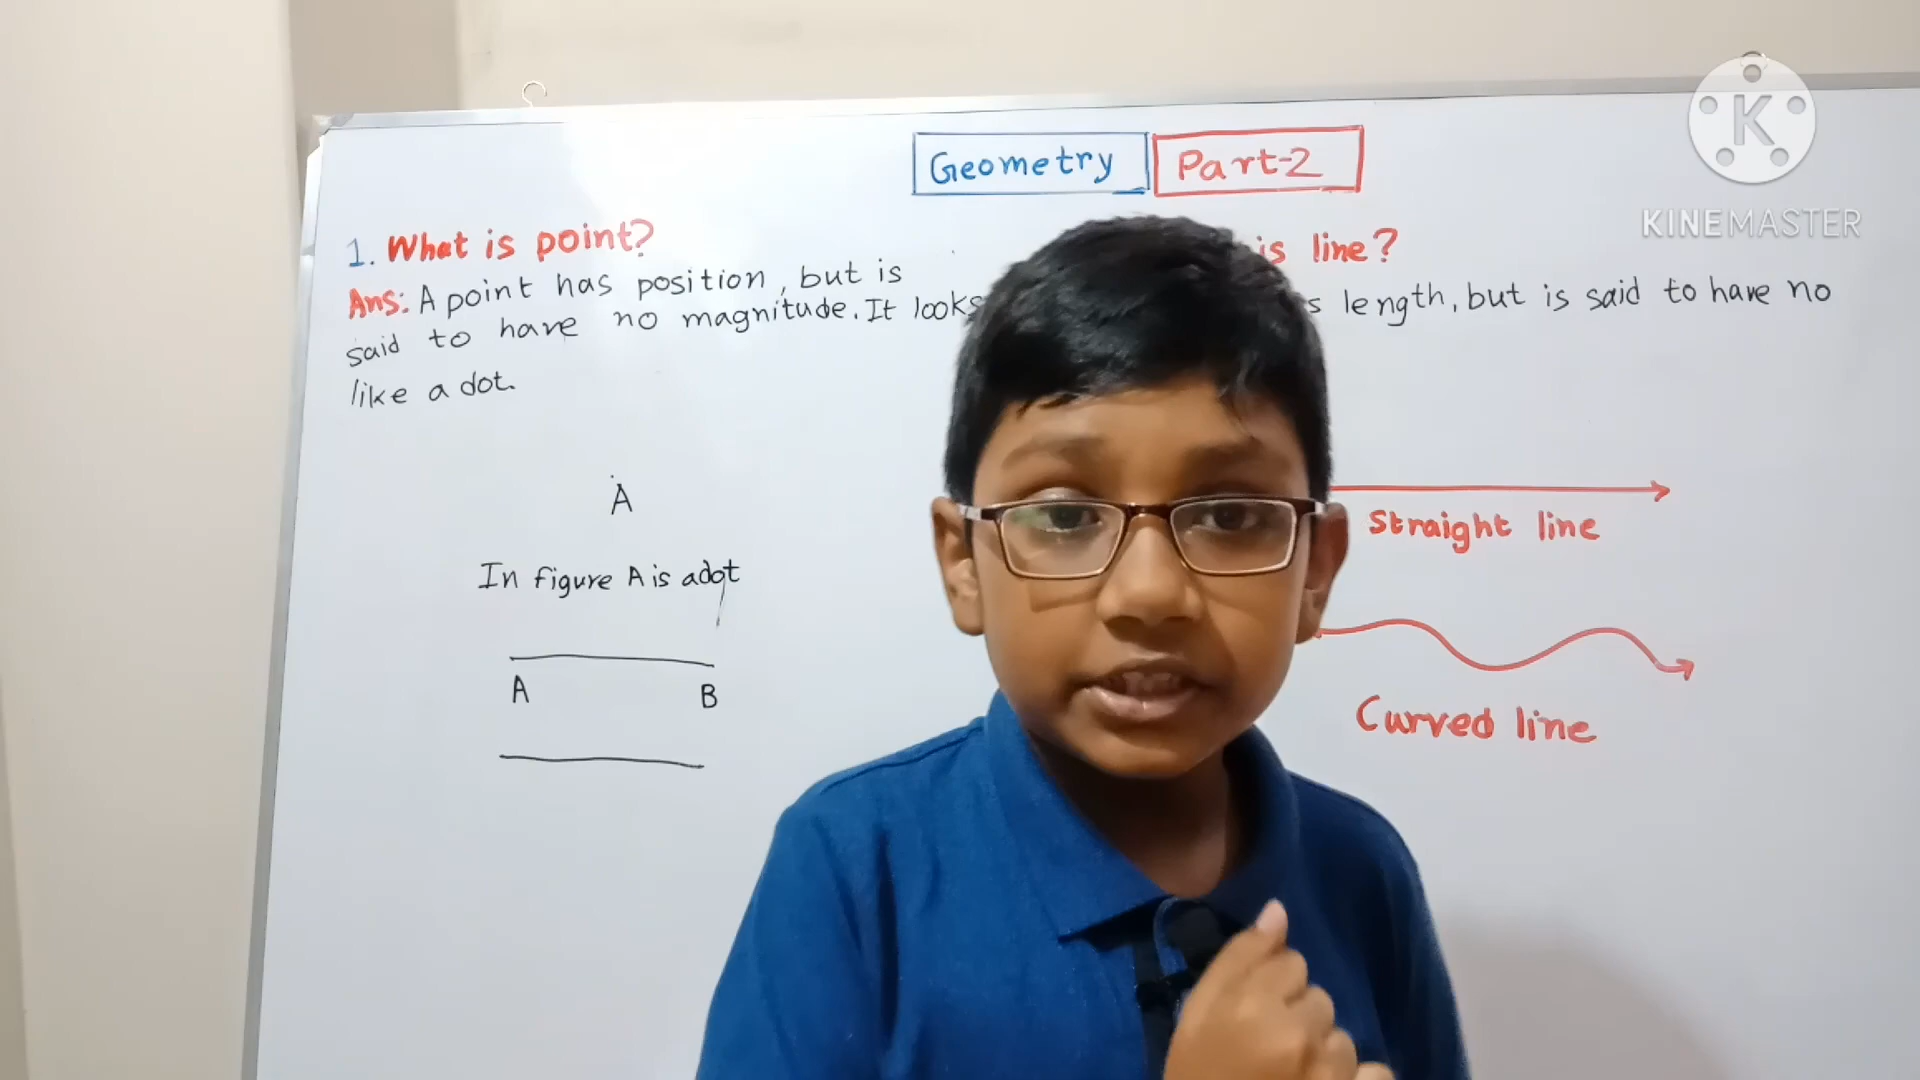 Geometry Part-2
K
KINEMASTER
1. What is point?
Ans: A point has position, but is
said to have no magnitude. It looks
like a dot.
A
In figure A is a dot
A B
is line?
length, but is said to have no
Straight line
Curved line